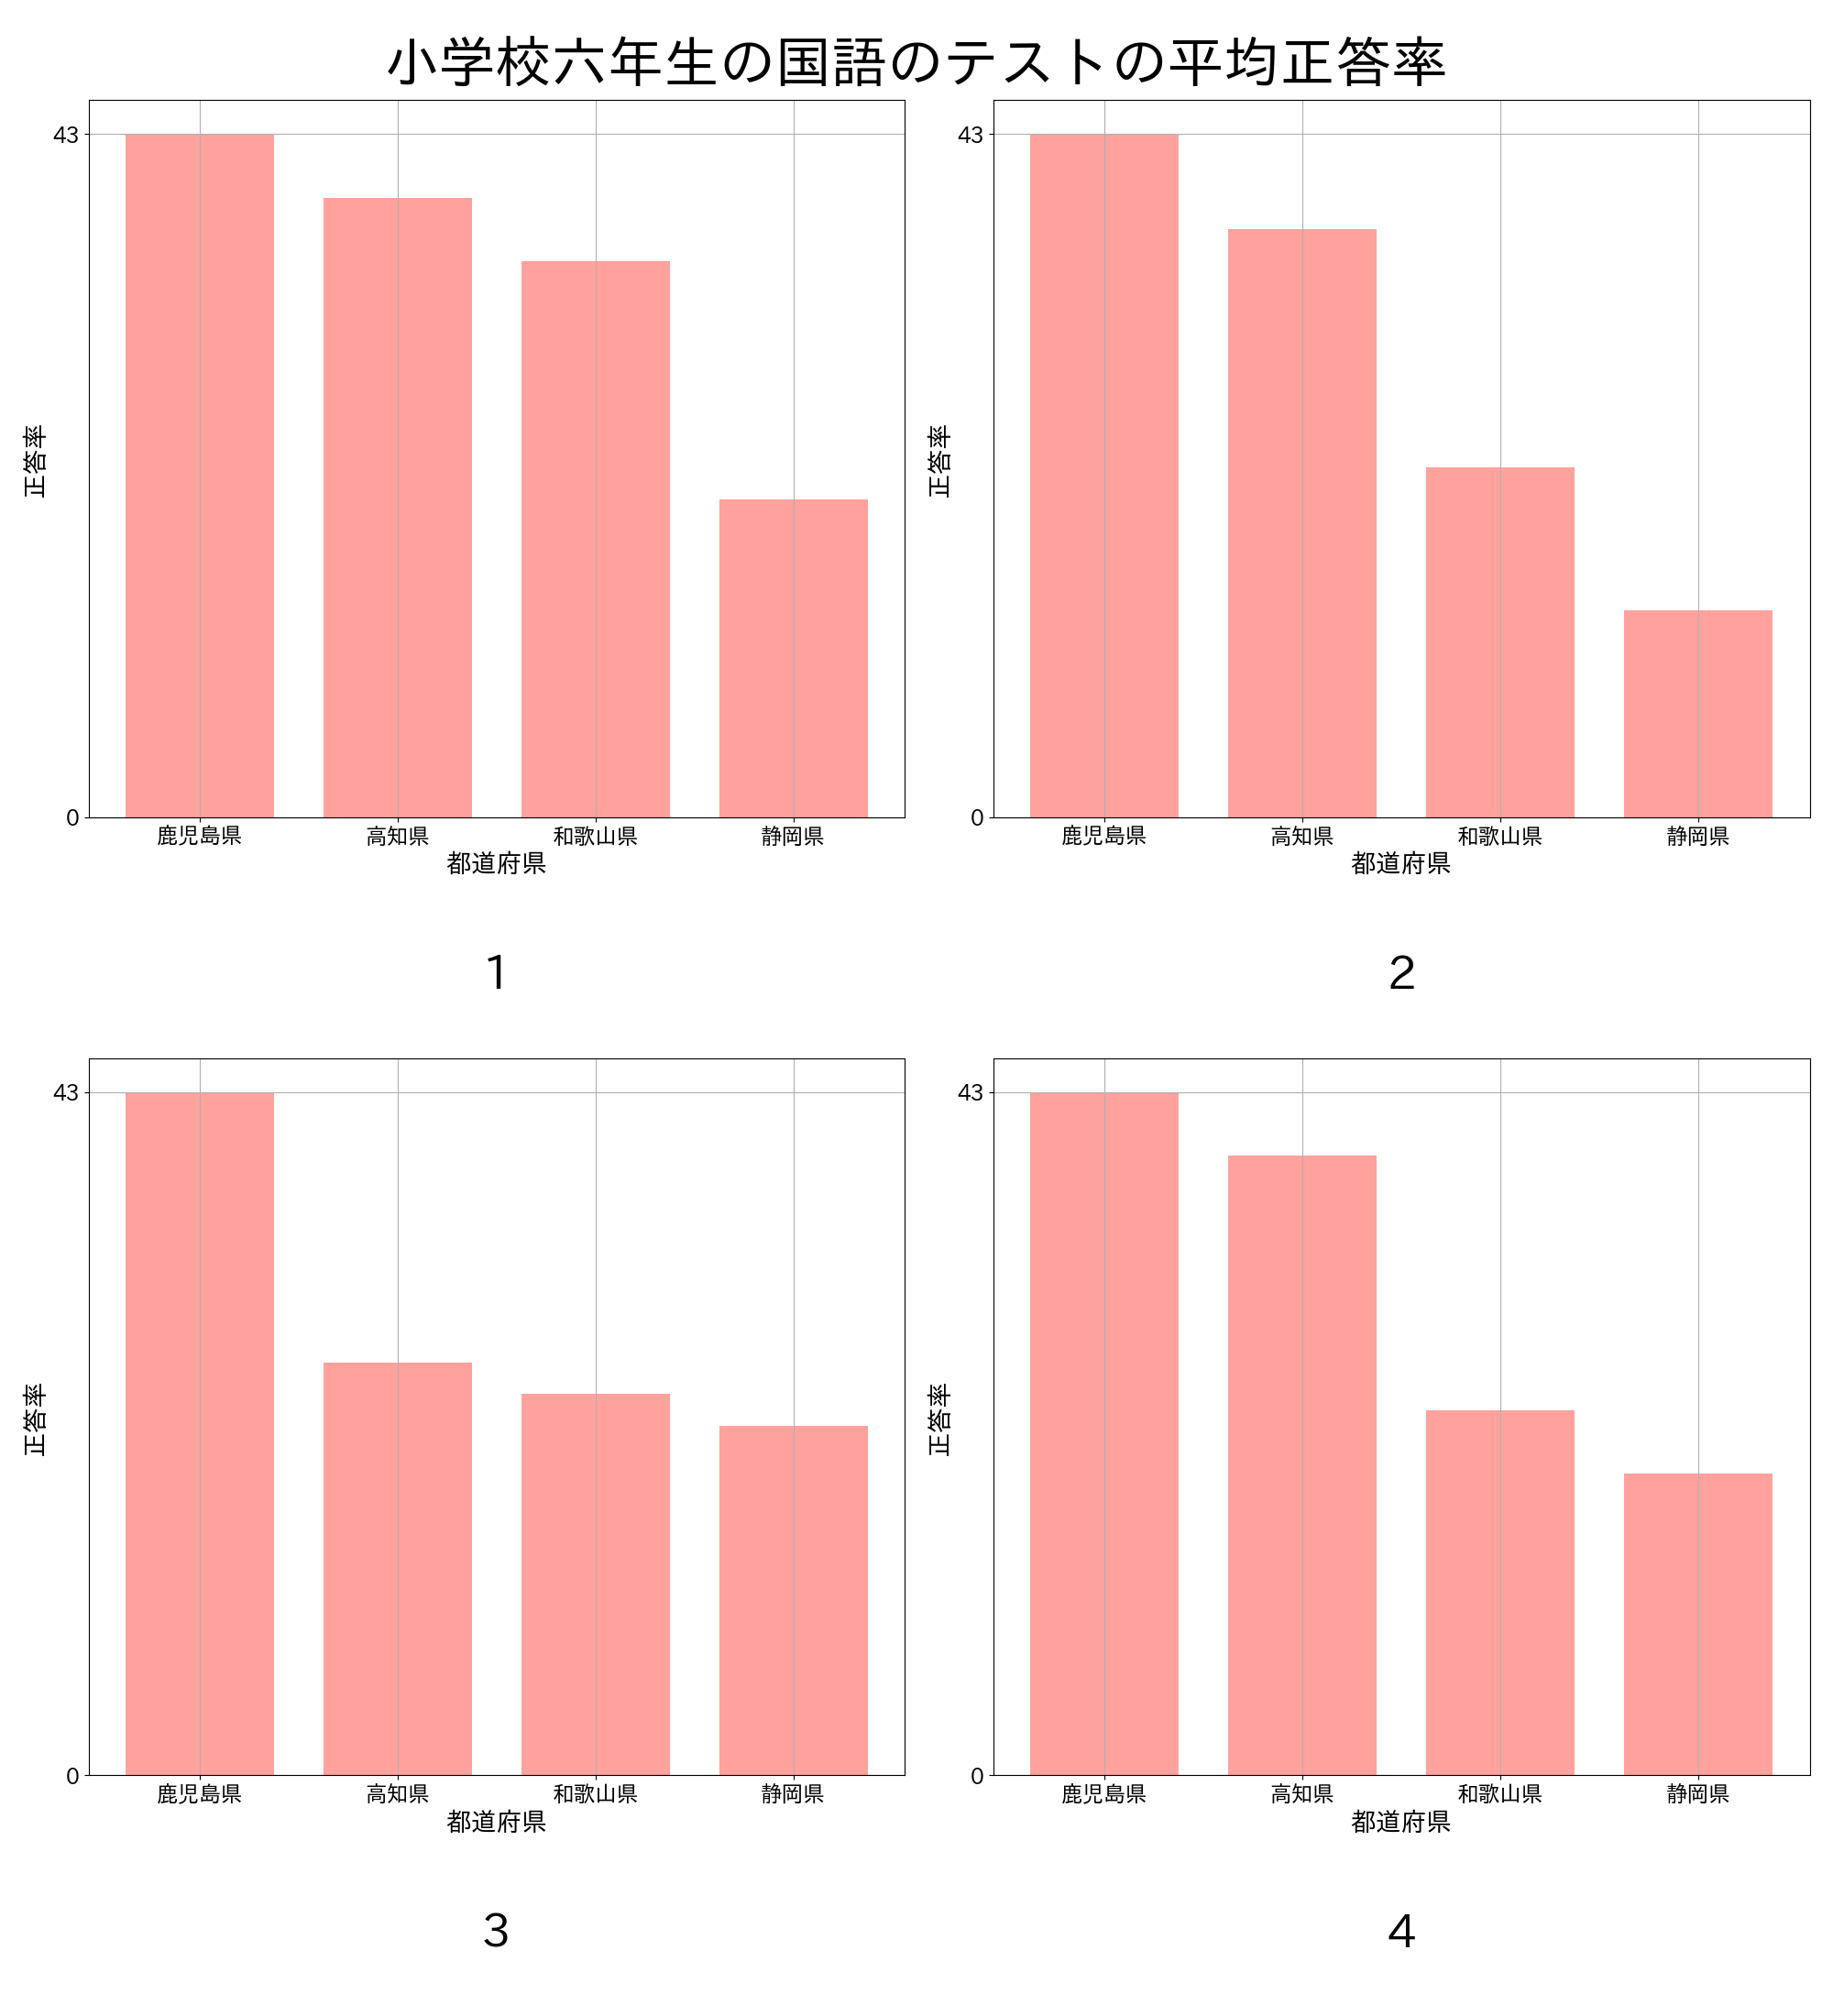 小学校六年生の国語のテストの平均正答率
43
正答率
0
鹿児島県 高知県 和歌山県 静岡県
都道府県
1
43
正答率
0
鹿児島県 高知県 和歌山県 静岡県
都道府県
2
43
正答率
0
鹿児島県 高知県 和歌山県 静岡県
都道府県
3
43
正答率
0
鹿児島県 高知県 和歌山県 静岡県
都道府県
4